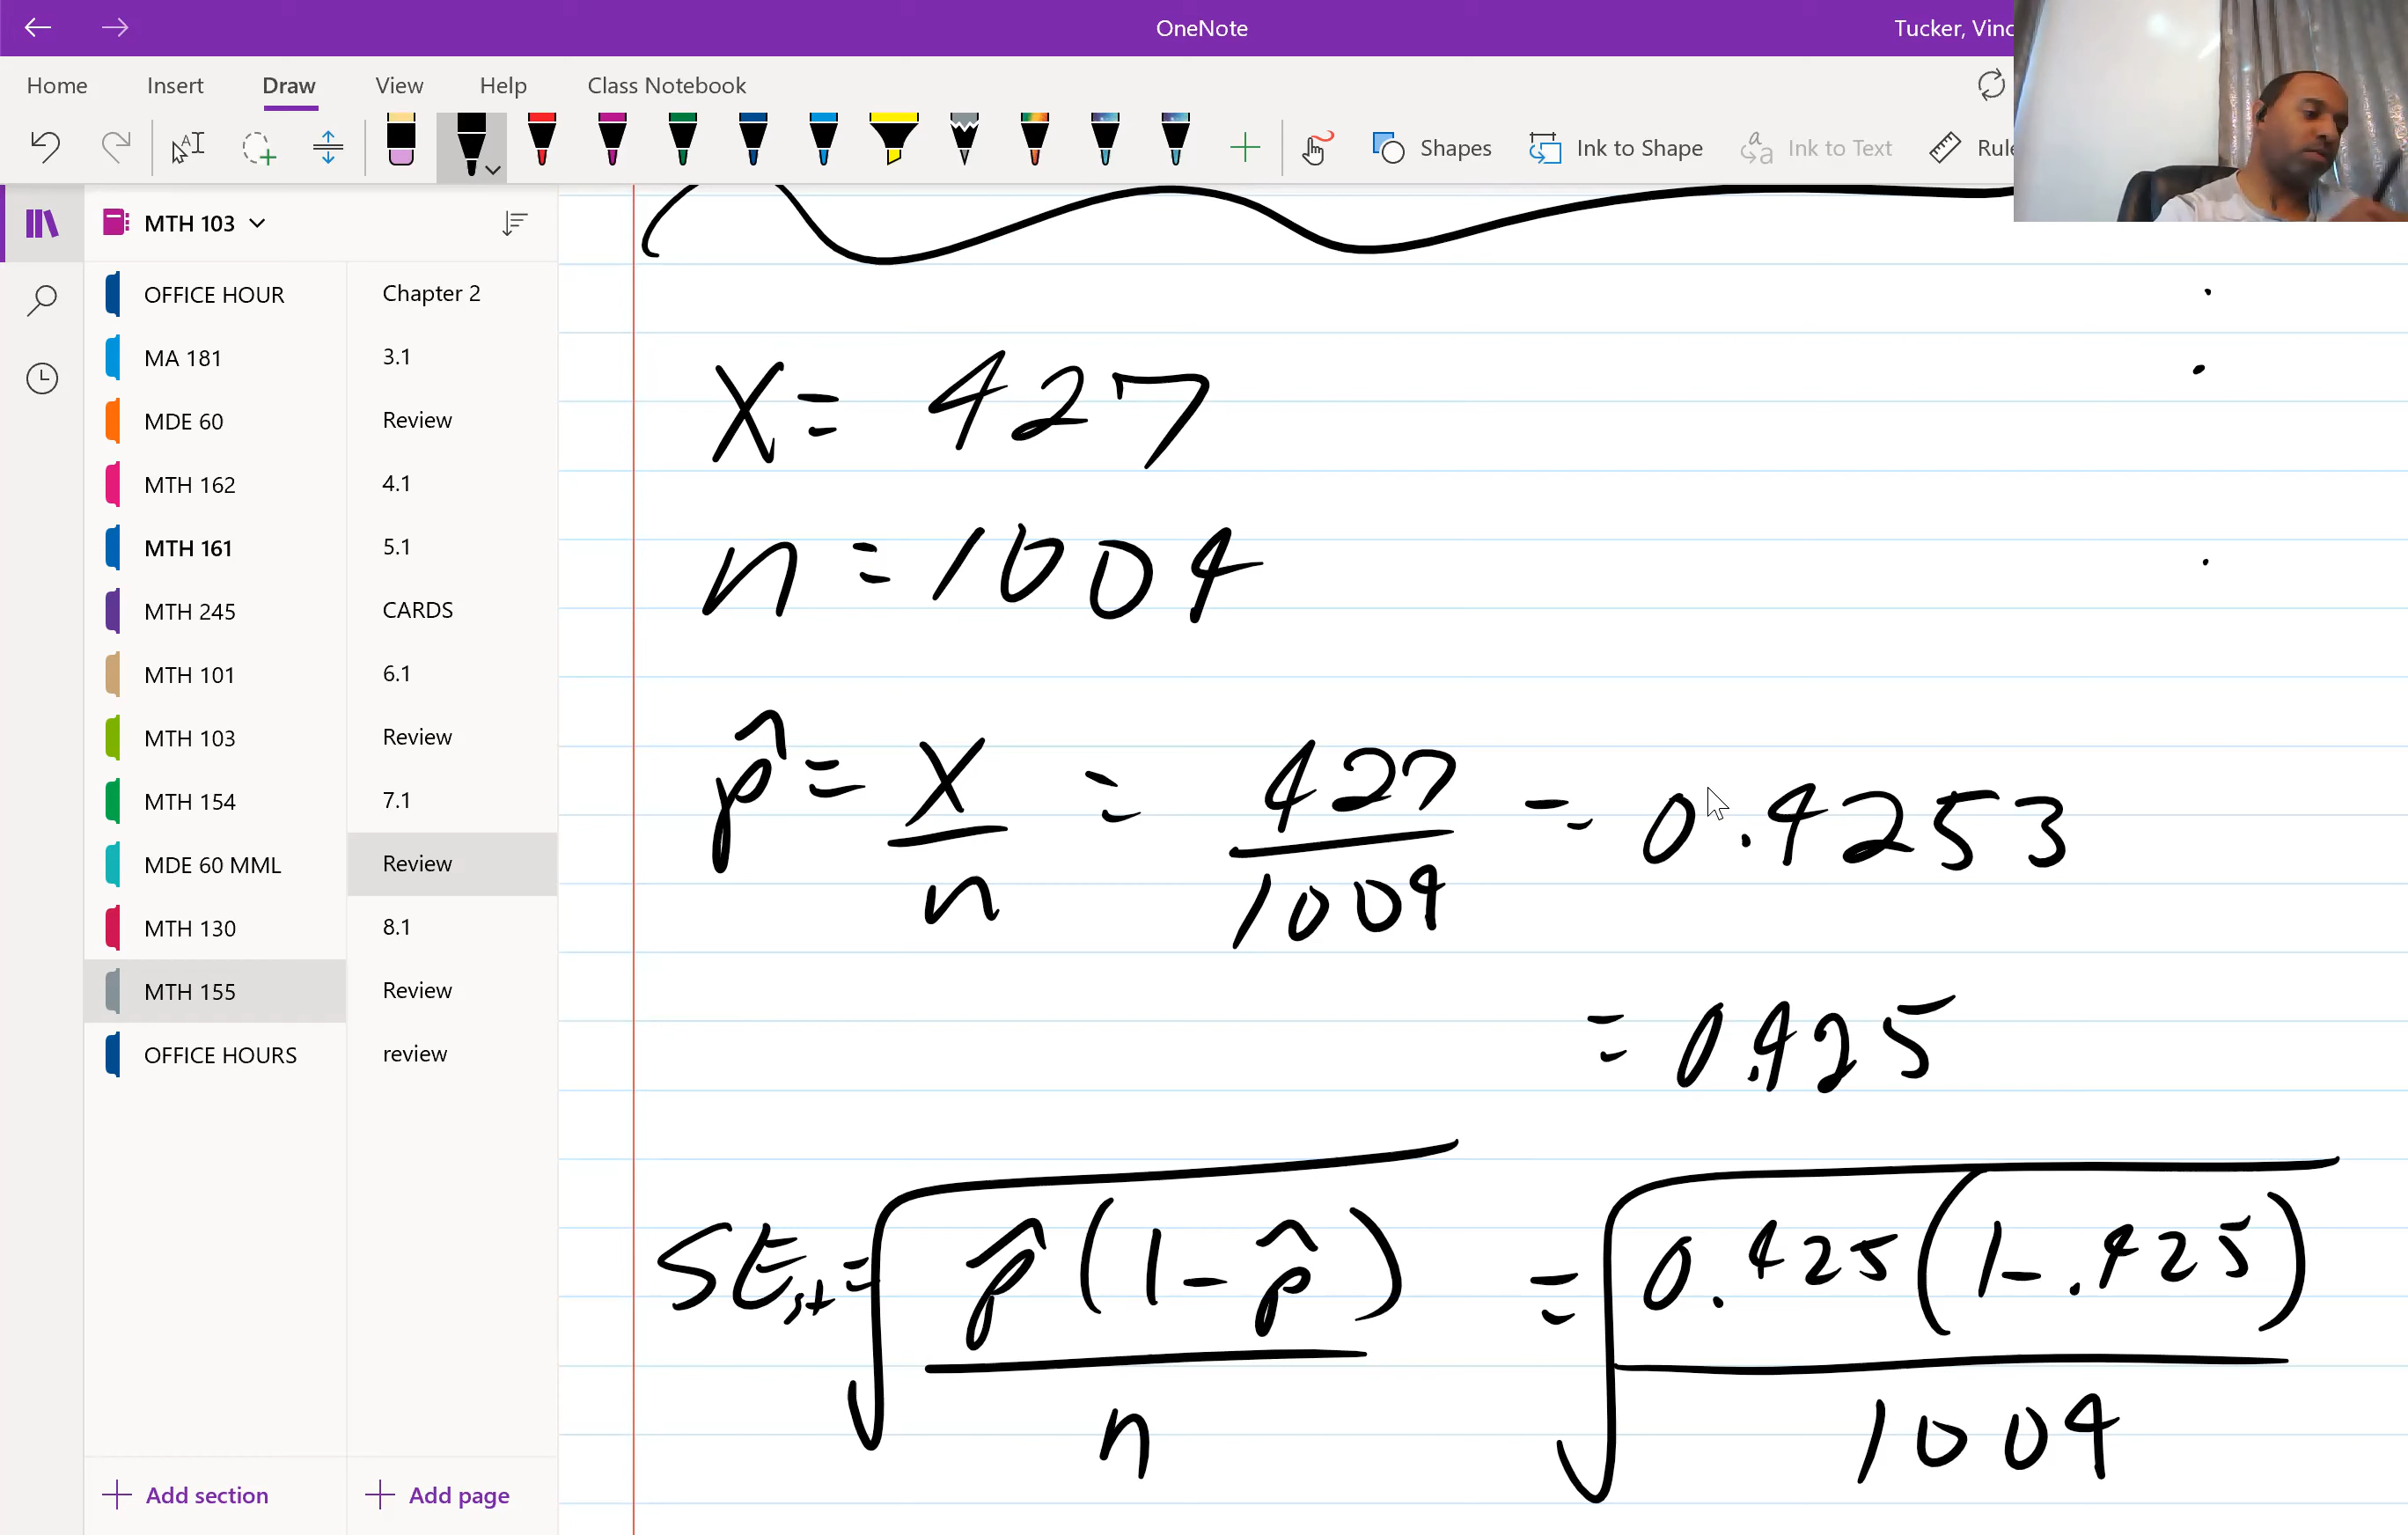 OneNote
Tucker, Vinc
Home Insert Draw View Help Class Notebook
Shapes Ink to Shape Ink to Text Rule
MTH 103
OFFICE HOUR
MA 181
MDE 60
MTH 162
MTH 161
MTH 245
MTH 101
MTH 103
MTH 154
MDE 60 MML
MTH 130
MTH 155
OFFICE HOURS
Add section
Chapter 2
3.1
Review
4.1
5.1
CARDS
6.1
Review
7.1
Review
8.1
Review
review
Add page
X = 427
n = 1004
p̂ = X/n = 427/1004 = 0.4253
= 0.425
SEst = √(p̂(1-p̂)/n) = √(0.425(1-.425)/1004)